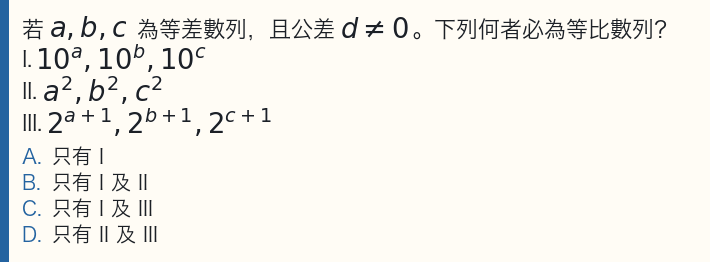 若 a, b, c 為等差數列，且公差 d ≠ 0。下列何者必為等比數列？
I. 10^a, 10^b, 10^c
II. a^2, b^2, c^2
III. 2^{a+1}, 2^{b+1}, 2^{c+1}
A. 只有 I
B. 只有 I 及 II
C. 只有 I 及 III
D. 只有 II 及 III